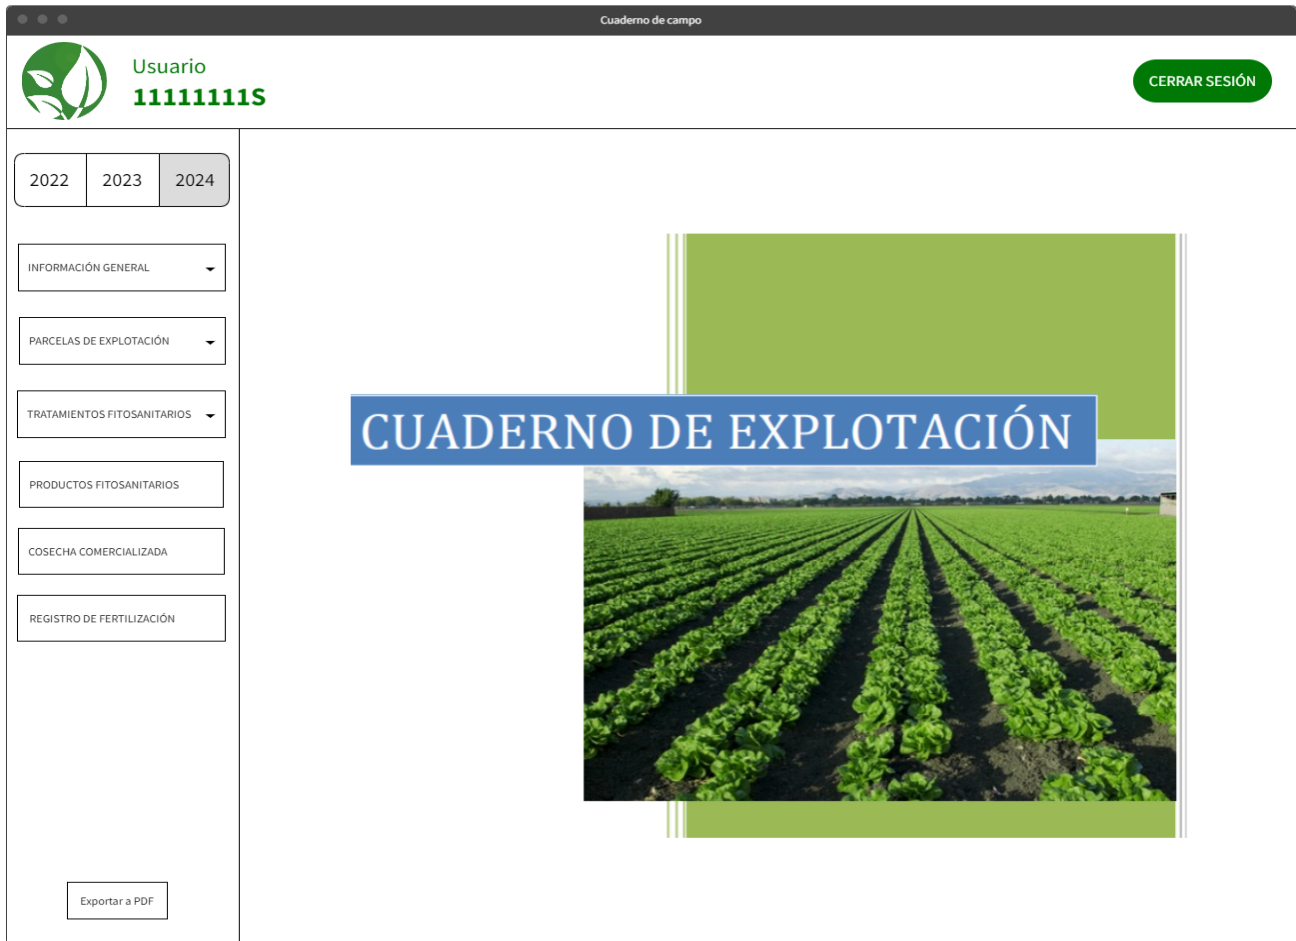 Cuaderno de campo
Usuario
11111111S
CERRAR SESIÓN
2022 2023 2024
INFORMACIÓN GENERAL
PARCELAS DE EXPLOTACIÓN
TRATAMIENTOS FITOSANITARIOS
PRODUCTOS FITOSANITARIOS
COSECHA COMERCIALIZADA
REGISTRO DE FERTILIZACIÓN
Exportar a PDF
CUADERNO DE EXPLOTACIÓN